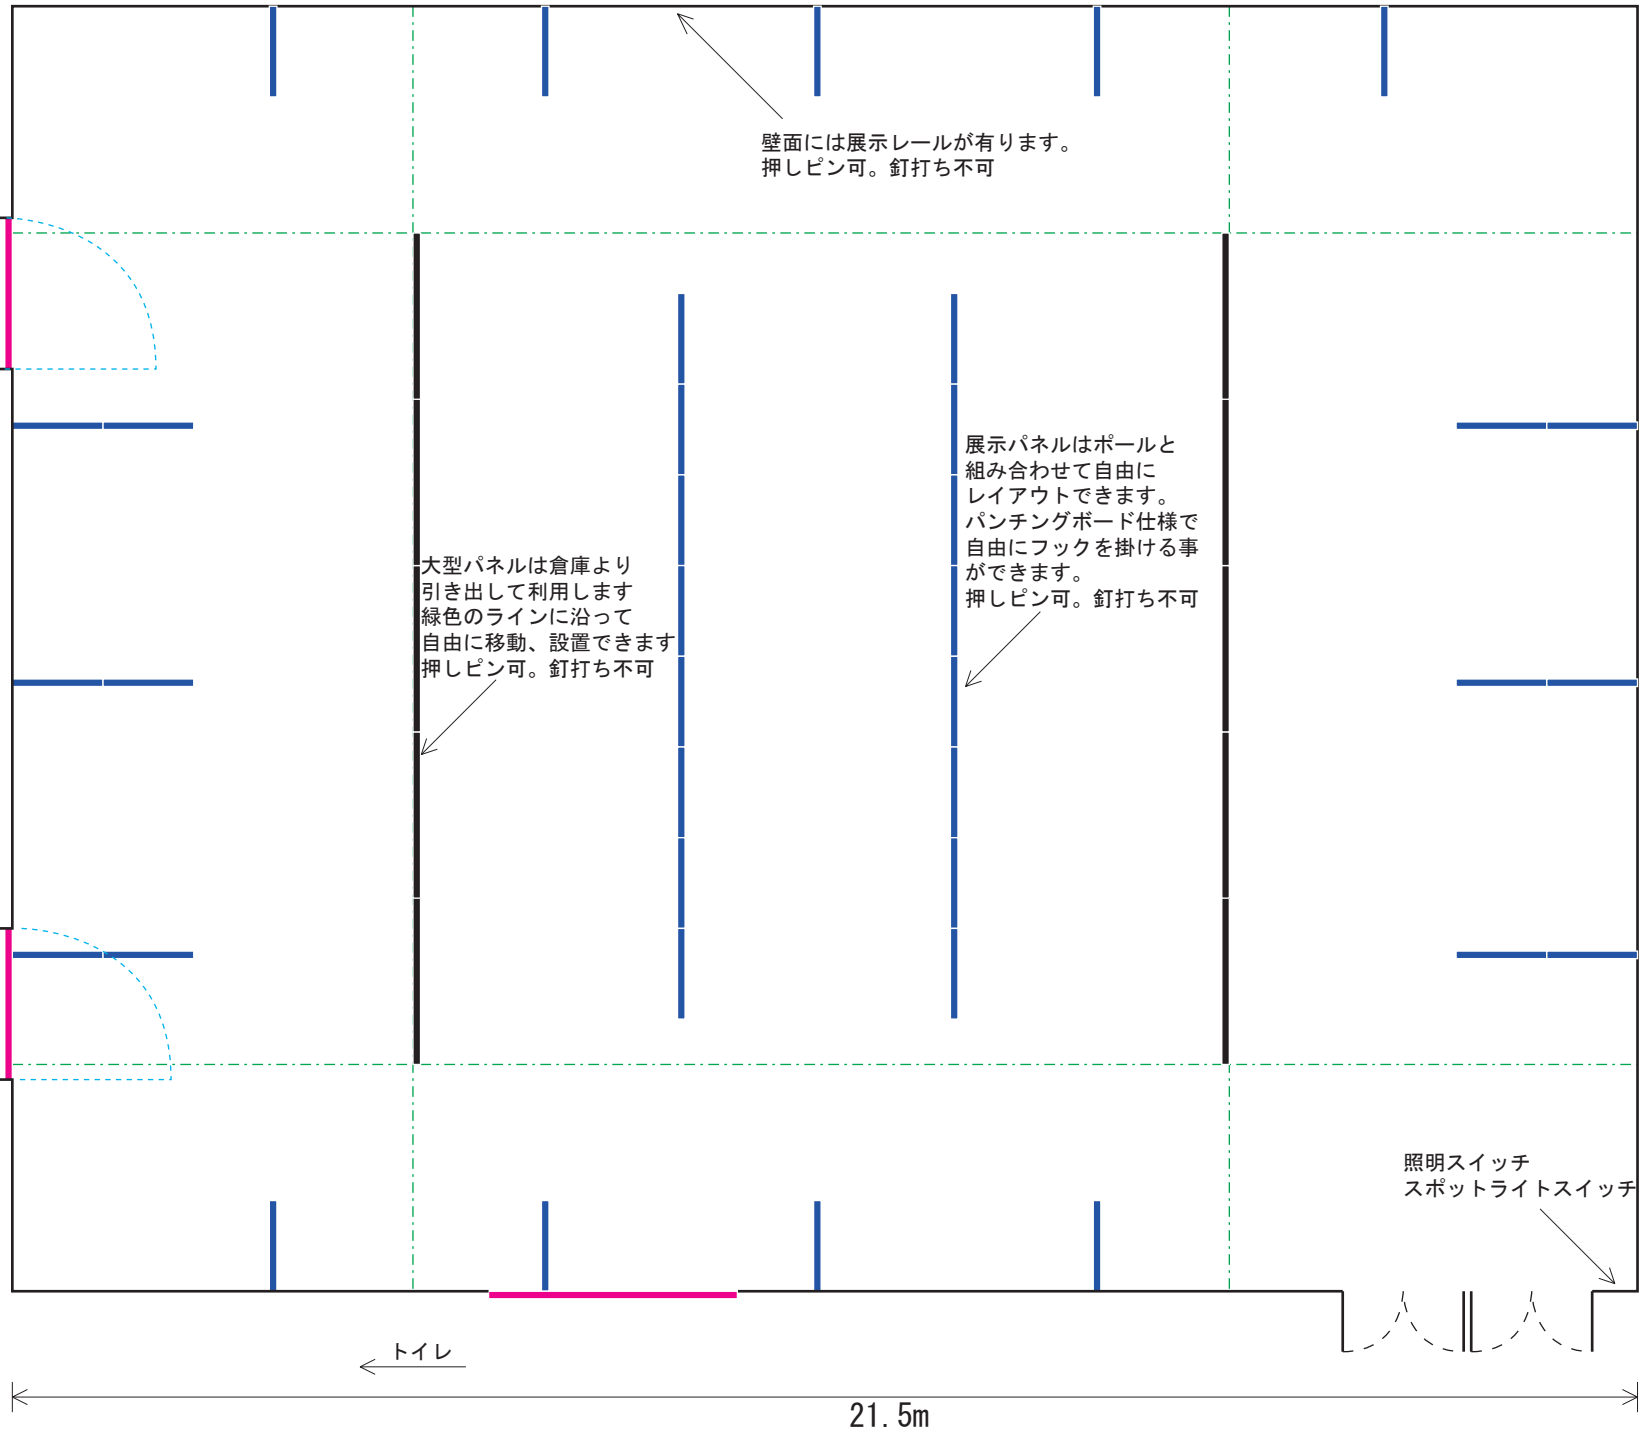 壁面には展示レールが有ります。
押しピン可。釘打ち不可
展示パネルはポールと
組み合わせて自由に
レイアウトできます。
パンチングボード仕様で
自由にフックを掛ける事
ができます。
押しピン可。釘打ち不可
大型パネルは倉庫より
引き出して利用します
緑色のラインに沿って
自由に移動、設置できます
押しピン可。釘打ち不可
照明スイッチ
スポットライトスイッチ
トイレ
21.5m